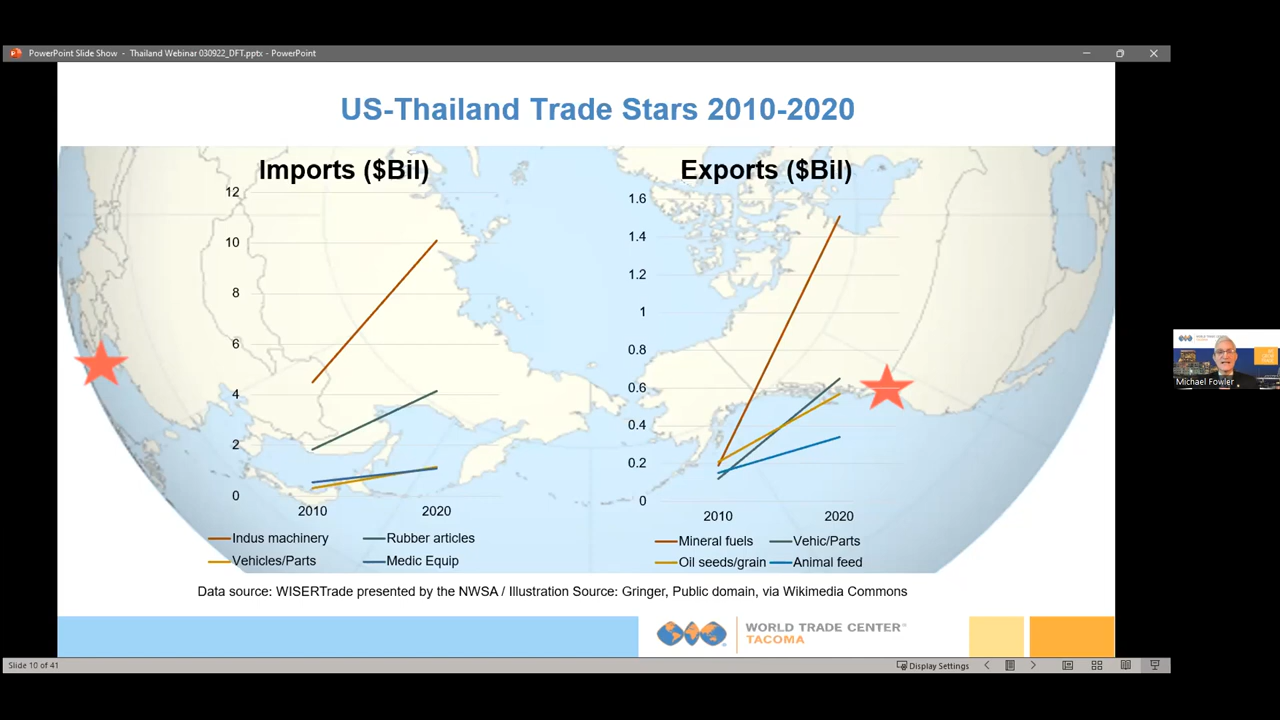 PowerPoint Slide Show - Thailand Webinar 030922_DFT.pptx - PowerPoint
US-Thailand Trade Stars 2010-2020
Imports ($Bil)
12
10
8
6
4
2
0
2010 2020
Indus machinery Rubber articles
Vehicles/Parts Medic Equip
Exports ($Bil)
1.6
1.4
1.2
1
0.8
0.6
0.4
0.2
0
2010 2020
Mineral fuels Vehic/Parts
Oil seeds/grain Animal feed
Data source: WISERTrade presented by the NWSA / Illustration Source: Gringer, Public domain, via Wikimedia Commons
WORLD TRADE CENTER®
TACOMA
Michael Fowler
Slide 10 of 41
Display Settings